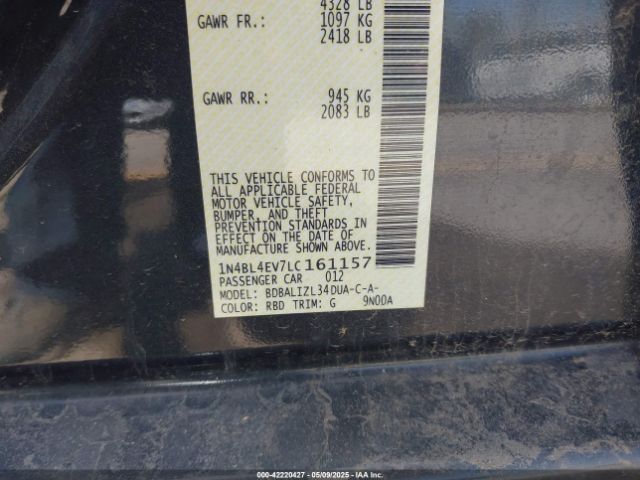 4328 LB
GAWR FR.: 1097 KG
2418 LB
GAWR RR.: 945 KG
2083 LB
THIS VEHICLE CONFORMS TO
ALL APPLICABLE FEDERAL
MOTOR VEHICLE SAFETY,
BUMPER, AND THEFT
PREVENTION STANDARDS IN
EFFECT ON THE DATE OF
MANUFACTURE SHOWN ABOVE.
1N4BL4EV7LC161157
PASSENGER CAR 012
MODEL: BDBALIZL34DUA-C-A-
COLOR: RBD TRIM: G 9N00A
000-42220427 - 05/09/2025 - © IAA, Inc.